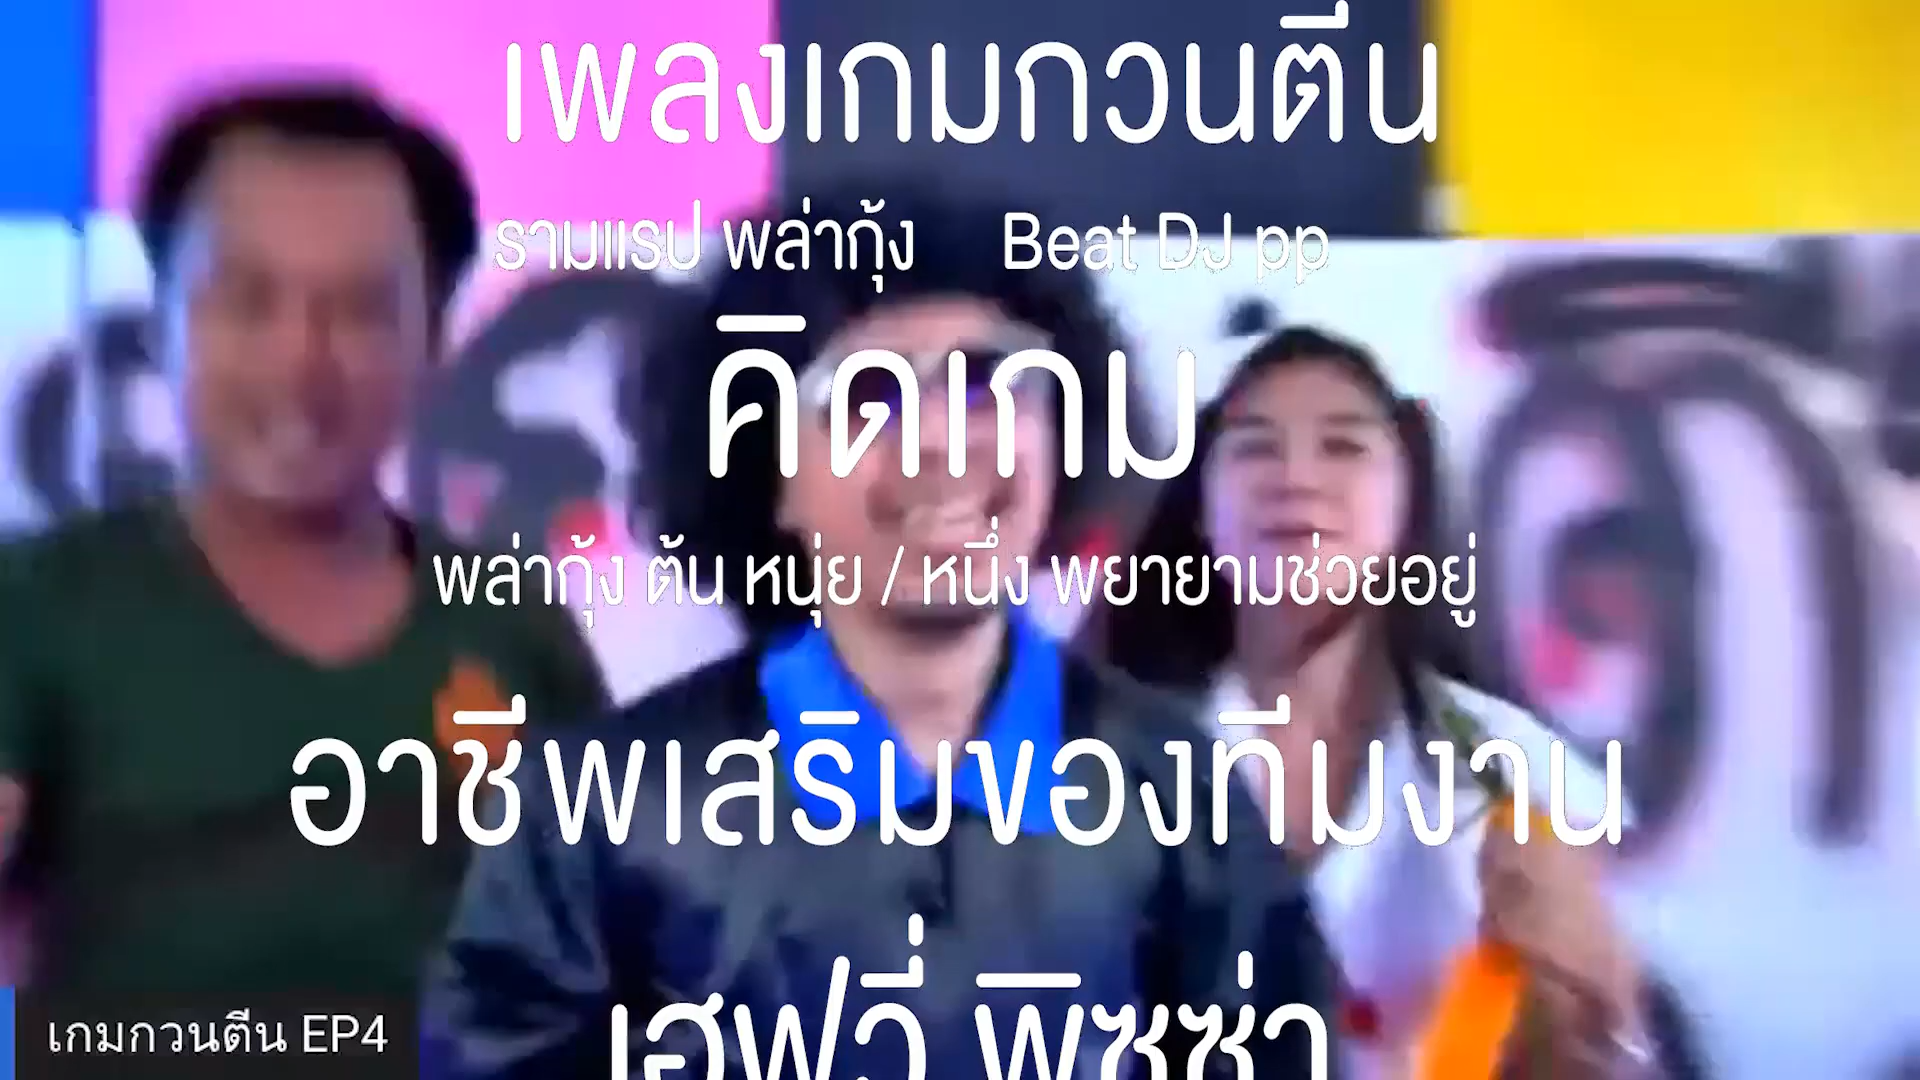 เพลงเกมกวนตีน
รามแรป พล่ากุ้ง Beat DJ pp
คิดเกม
พล่ากุ้ง ต้น หนุ่ย / หนึ่ง พยายามช่วยอยู่
อาชีพเสริมของทีมงาน
เฮฟวี่ พิซซ่า
เกมกวนตีน EP4